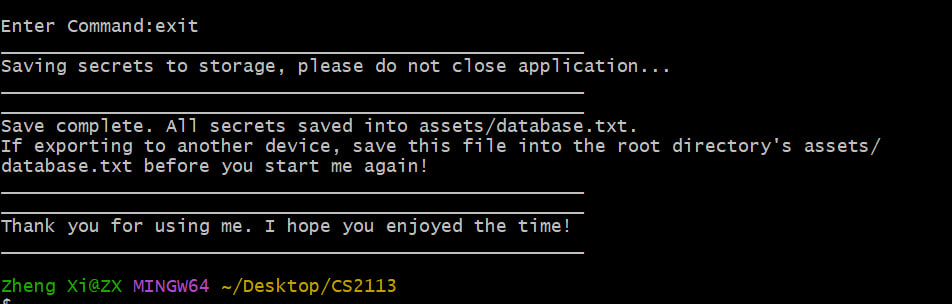 Enter Command:exit
Saving secrets to storage, please do not close application...
Save complete. All secrets saved into assets/database.txt.
If exporting to another device, save this file into the root directory's assets/
database.txt before you start me again!
Thank you for using me. I hope you enjoyed the time!
Zheng Xi@ZX MINGW64 ~/Desktop/CS2113
$